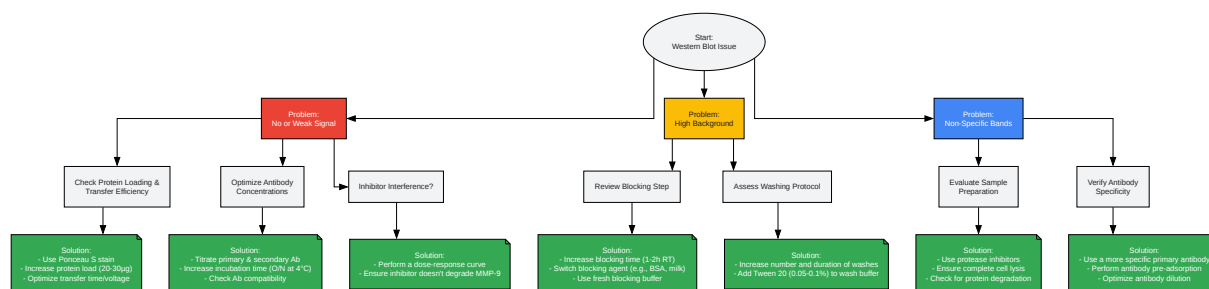 Start:
Western Blot Issue
Problem:
No or Weak Signal
Problem:
High Background
Problem:
Non-Specific Bands
Check Protein Loading &
Transfer Efficiency
Optimize Antibody
Concentrations
Inhibitor Interference?
Review Blocking Step
Assess Washing Protocol
Evaluate Sample
Preparation
Verify Antibody
Specificity
Solution:
- Use Ponceau S stain
- Increase protein load (20-30µg)
- Optimize transfer time/voltage
Solution:
- Titrate primary & secondary Ab
- Increase incubation time (O/N at 4°C)
- Check Ab compatibility
Solution:
- Perform a dose-response curve
- Ensure inhibitor doesn't degrade MMP-9
Solution:
- Increase blocking time (1-2h RT)
- Switch blocking agent (e.g., BSA, milk)
- Use fresh blocking buffer
Solution:
- Increase number and duration of washes
- Add Tween 20 (0.05-0.1%) to wash buffer
Solution:
- Use protease inhibitors
- Ensure complete cell lysis
- Check for protein degradation
Solution:
- Use a more specific primary antibody
- Perform antibody pre-adsorption
- Optimize antibody dilution